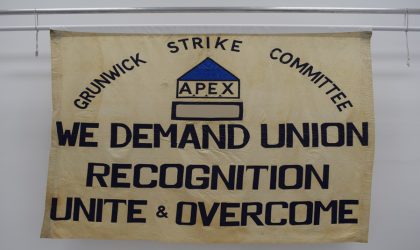 GRUNWICK STRIKE COMMITTEE
APEX
WE DEMAND UNION
RECOGNITION
UNITE & OVERCOME